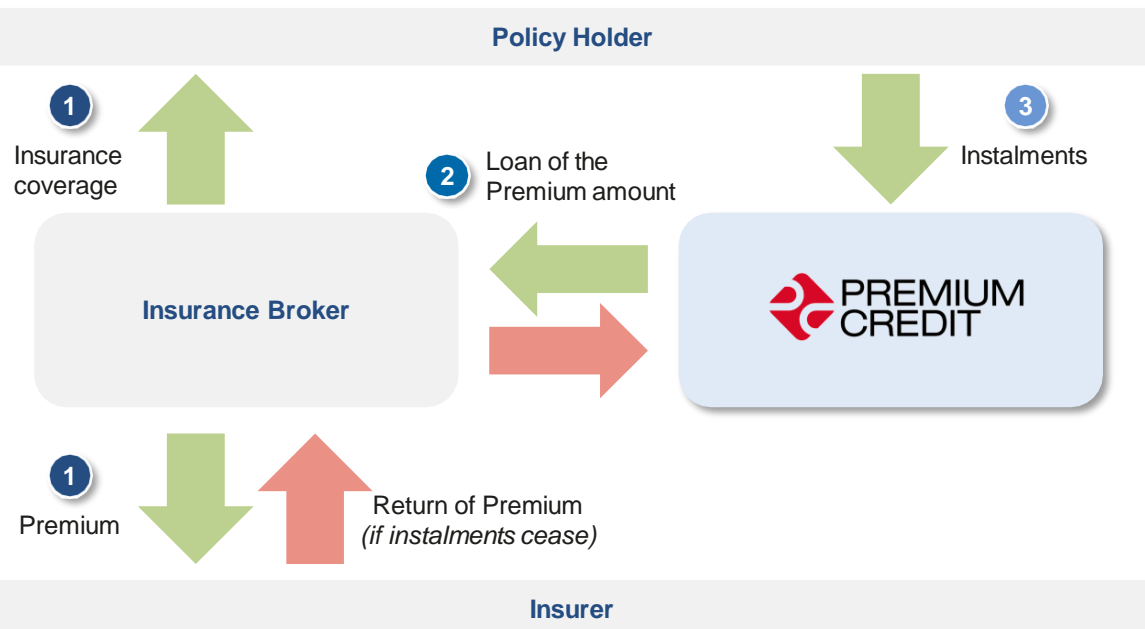 Policy Holder
1
Insurance
coverage
2
Loan of the
Premium amount
3
Instalments
Insurance Broker
PREMIUM
CREDIT
1
Premium
Return of Premium
(if instalments cease)
Insurer